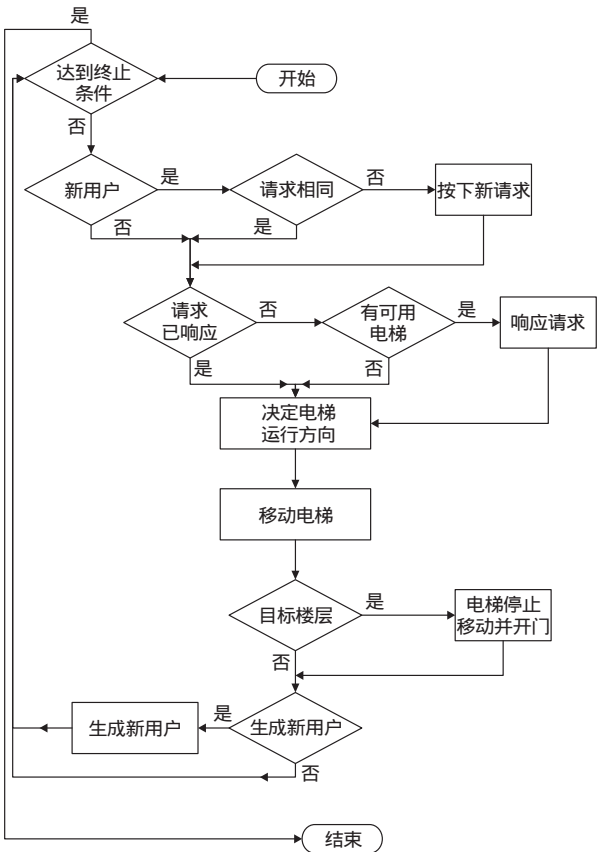 是
达到终止
条件
开始
否
新用户
是
请求相同
否
按下新请求
否
是
请求
已响应
否
有可用
电梯
是
响应请求
是
否
决定电梯
运行方向
移动电梯
目标楼层
是
电梯停止
移动并开门
否
生成新用户
是
生成新用户
否
结束